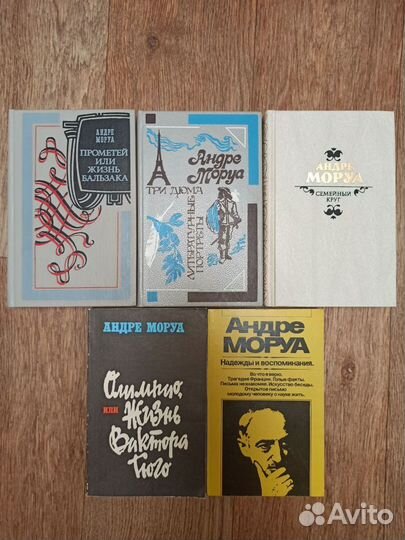 АНДРЕ
МОРУА
ПРОМЕТЕЙ
ИЛИ
ЖИЗНЬ
БАЛЬЗАКА
Андре
Моруа
ТРИ ДЮМА
ЛИТЕРАТУРНЫЕ
ПОРТРЕТЫ
АНДРЕ
МОРУА
СЕМЕЙНЫЙ
КРУГ
АНДРЕ МОРУА
Олимпио,
или Жизнь
Виктора
Гюго
Андре
МОРУА
Надежды и воспоминания.
Во что я верю.
Трагедия Франции. Голые факты.
Письма незнакомке. Искусство беседы.
Открытое письмо
молодому человеку о науке жить.
Avito